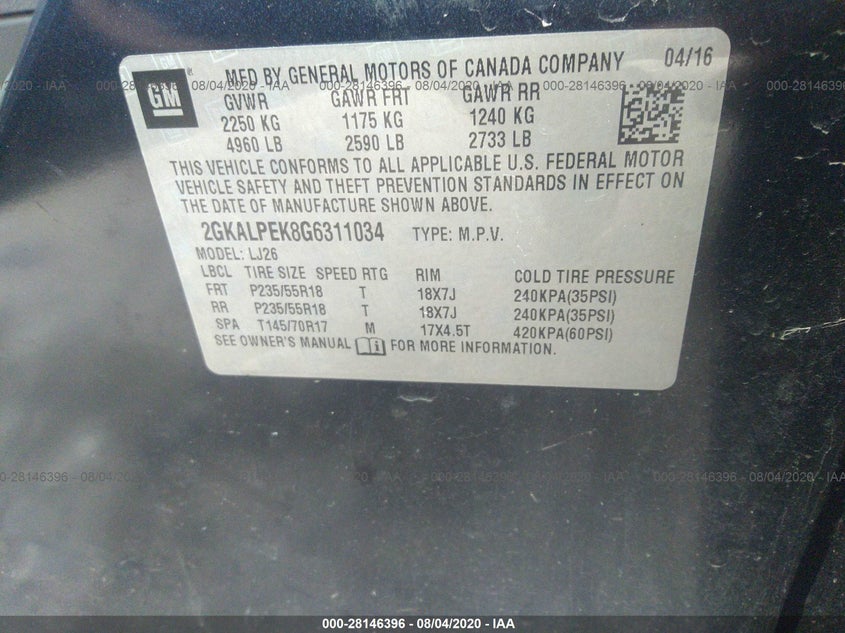 MFD BY GENERAL MOTORS OF CANADA COMPANY 04/16
GM
GVWR GAWR FRT GAWR RR
2250 KG 1175 KG 1240 KG
4960 LB 2590 LB 2733 LB
THIS VEHICLE CONFORMS TO ALL APPLICABLE U.S. FEDERAL MOTOR
VEHICLE SAFETY AND THEFT PREVENTION STANDARDS IN EFFECT ON
THE DATE OF MANUFACTURE SHOWN ABOVE.
2GKALPEK8G6311034 TYPE: M.P.V.
MODEL: LJ26
LBCL TIRE SIZE SPEED RTG RIM COLD TIRE PRESSURE
FRT P235/55R18 T 18X7J 240KPA(35PSI)
RR P235/55R18 T 18X7J 240KPA(35PSI)
SPA T145/70R17 M 17X4.5T 420KPA(60PSI)
SEE OWNER'S MANUAL FOR MORE INFORMATION.
000-28146396 - 08/04/2020 - IAA